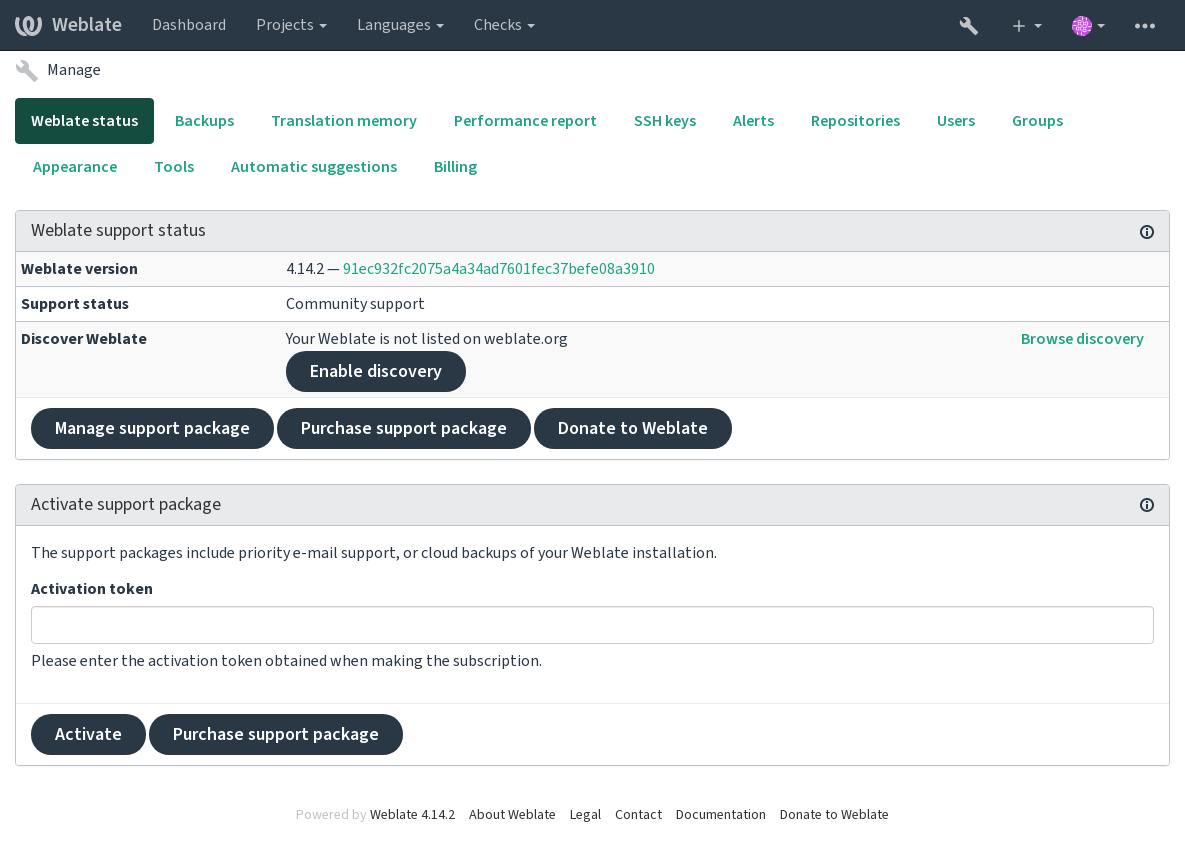 Weblate Dashboard Projects Languages Checks
Manage
Weblate status Backups Translation memory Performance report SSH keys Alerts Repositories Users Groups
Appearance Tools Automatic suggestions Billing
Weblate support status
Weblate version 4.14.2 — 91ec932fc2075a4a34ad7601fec37befe08a3910
Support status Community support
Discover Weblate Your Weblate is not listed on weblate.org Browse discovery
Enable discovery
Manage support package Purchase support package Donate to Weblate
Activate support package
The support packages include priority e-mail support, or cloud backups of your Weblate installation.
Activation token
Please enter the activation token obtained when making the subscription.
Activate Purchase support package
Powered by Weblate 4.14.2 About Weblate Legal Contact Documentation Donate to Weblate